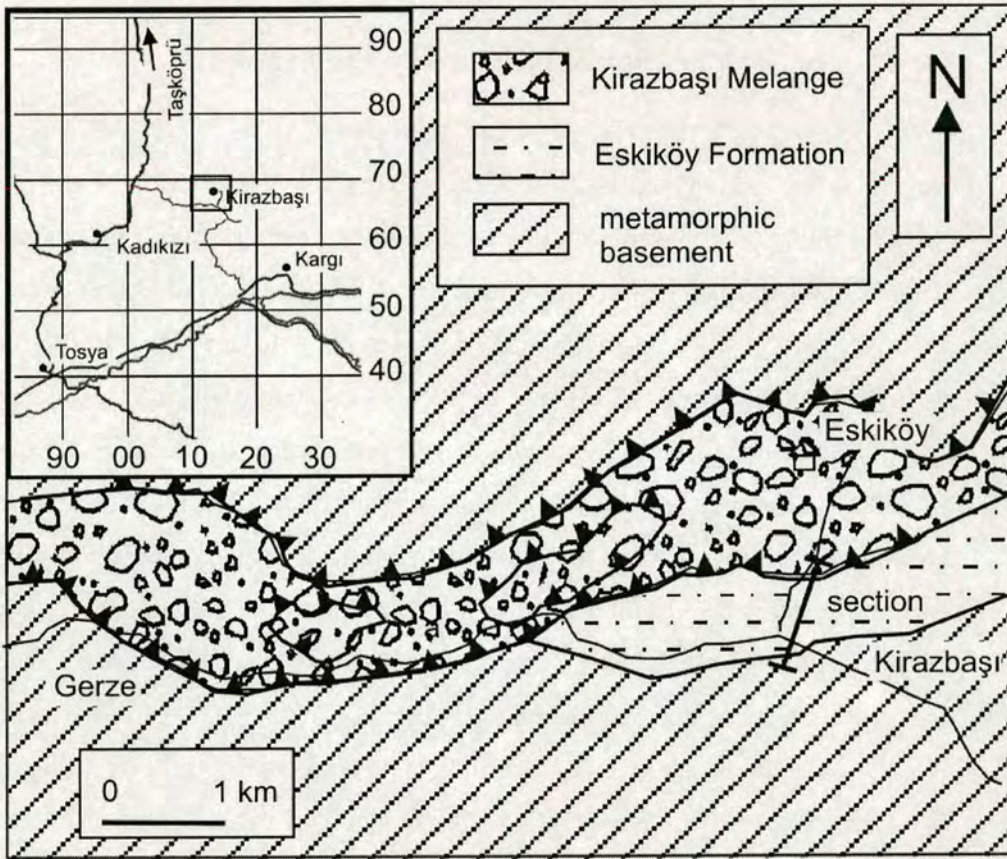 Taşköprü
90
80
70
60
50
40
Kirazbaşı
Kadıkızı
Kargı
Tosya
90 00 10 20 30
Kirazbaşı Melange
Eskiköy Formation
metamorphic
basement
N
Eskiköy
section
Kirazbaşı
Gerze
0 1 km